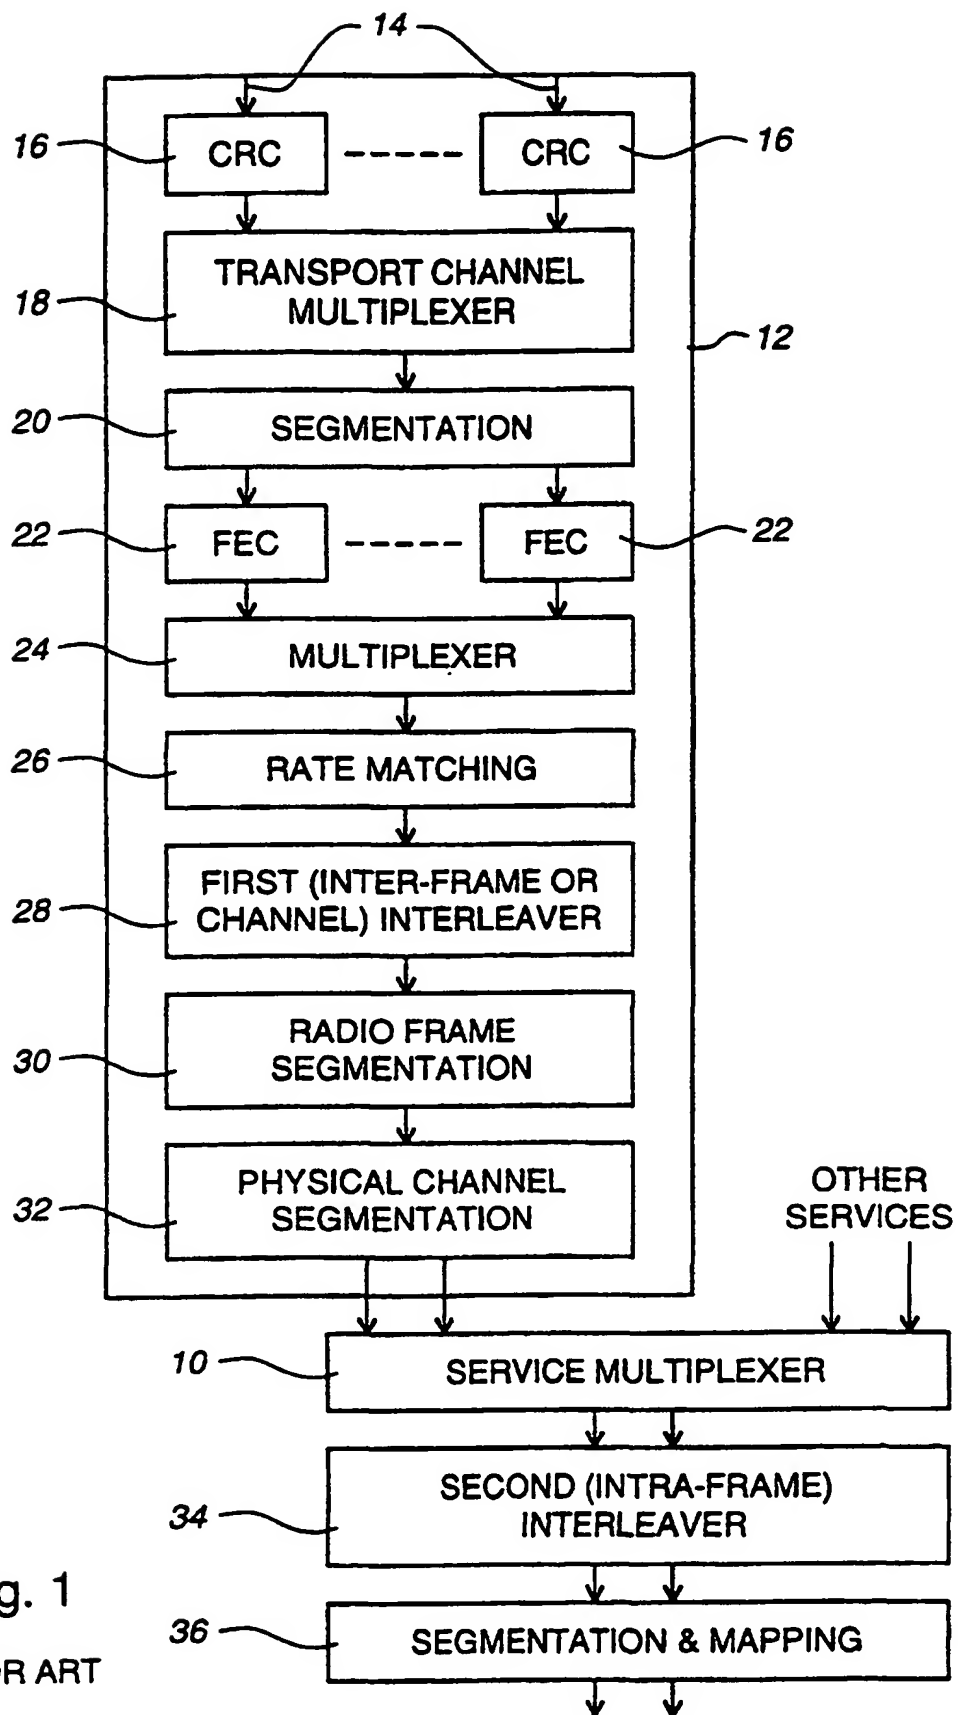 14
16 CRC CRC 16
18 TRANSPORT CHANNEL
MULTIPLEXER
12
20 SEGMENTATION
22 FEC FEC 22
24 MULTIPLEXER
26 RATE MATCHING
28 FIRST (INTER-FRAME OR
CHANNEL) INTERLEAVER
30 RADIO FRAME
SEGMENTATION
32 PHYSICAL CHANNEL
SEGMENTATION
OTHER
SERVICES
10 SERVICE MULTIPLEXER
34 SECOND (INTRA-FRAME)
INTERLEAVER
g. 1
36 SEGMENTATION & MAPPING
R ART